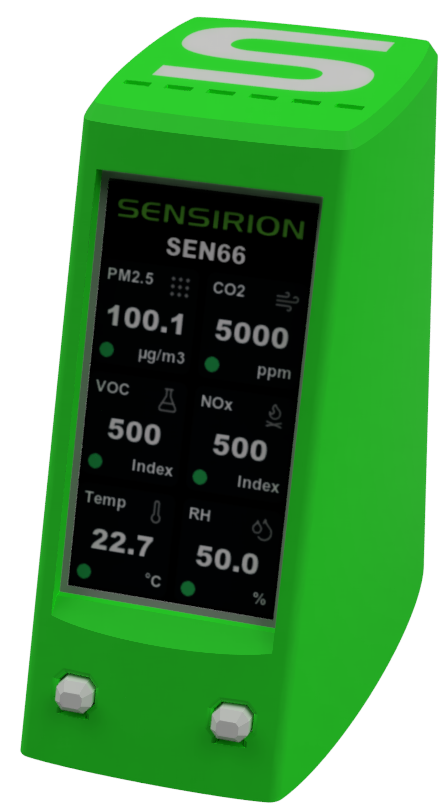 S
SENSIRION
SEN66
PM2.5
100.1
µg/m3
CO2
5000
ppm
VOC
500
Index
NOx
500
Index
Temp
22.7
°C
RH
50.0
%